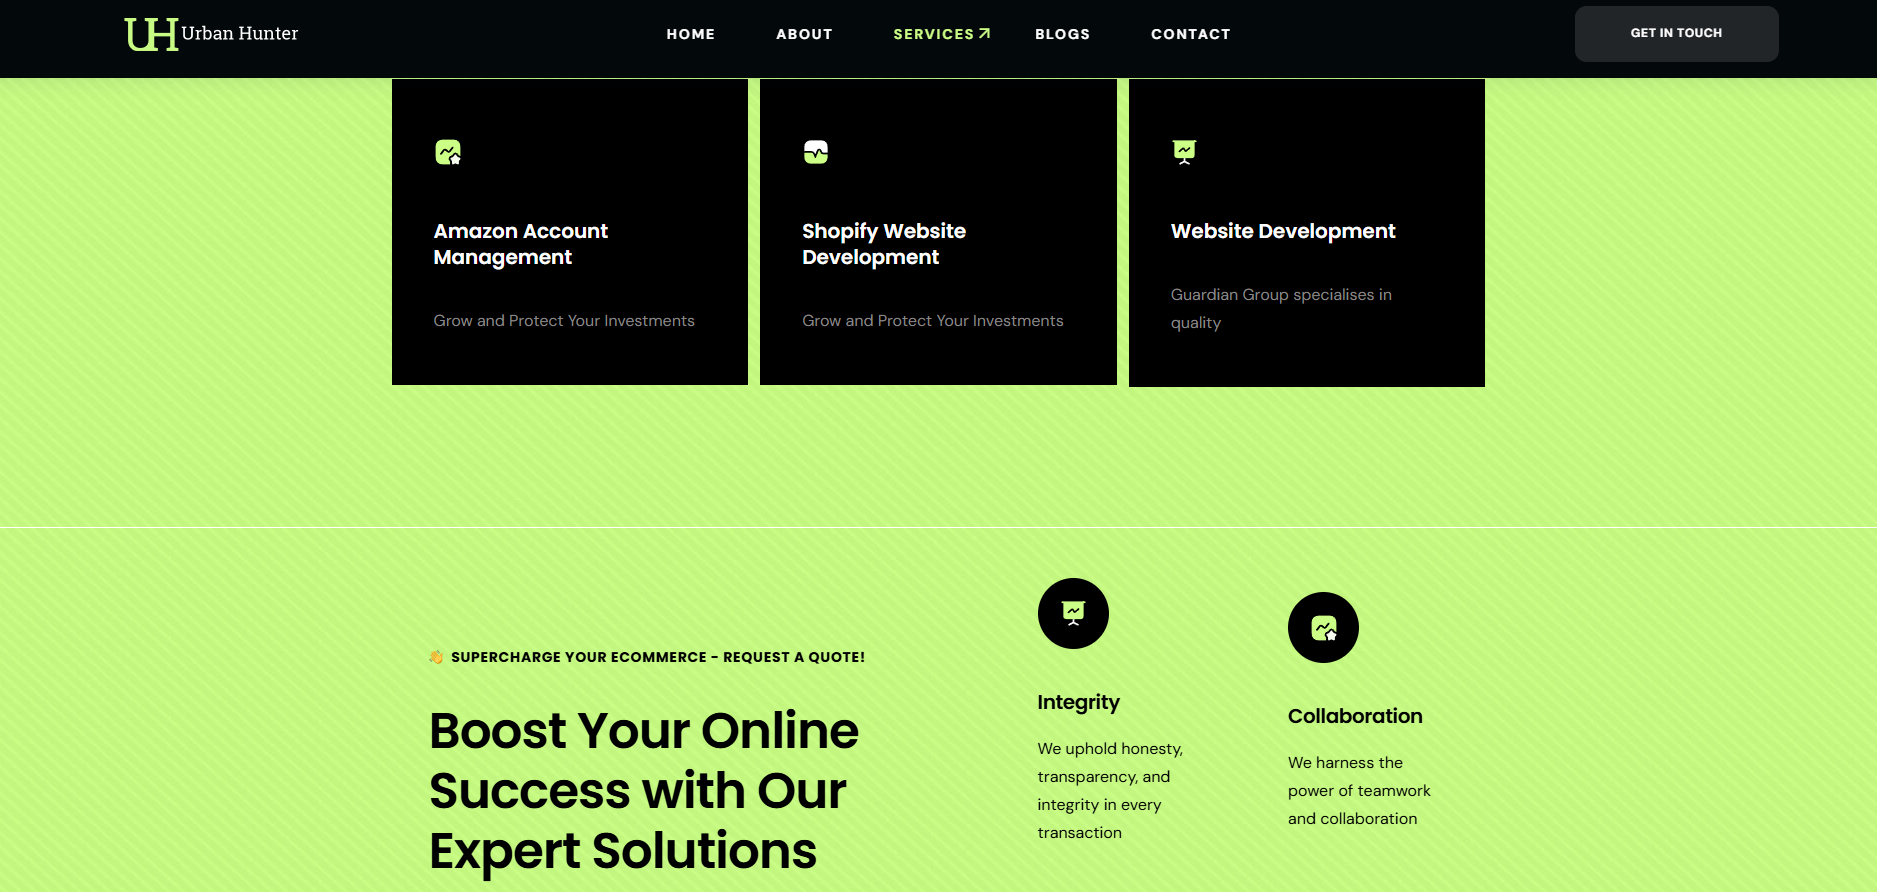 UH Urban Hunter
HOME
ABOUT
SERVICES
BLOGS
CONTACT
GET IN TOUCH
Amazon Account
Management
Grow and Protect Your Investments
Shopify Website
Development
Grow and Protect Your Investments
Website Development
Guardian Group specialises in
quality
SUPERCHARGE YOUR ECOMMERCE - REQUEST A QUOTE!
Boost Your Online
Success with Our
Expert Solutions
Integrity
We uphold honesty,
transparency, and
integrity in every
transaction
Collaboration
We harness the
power of teamwork
and collaboration